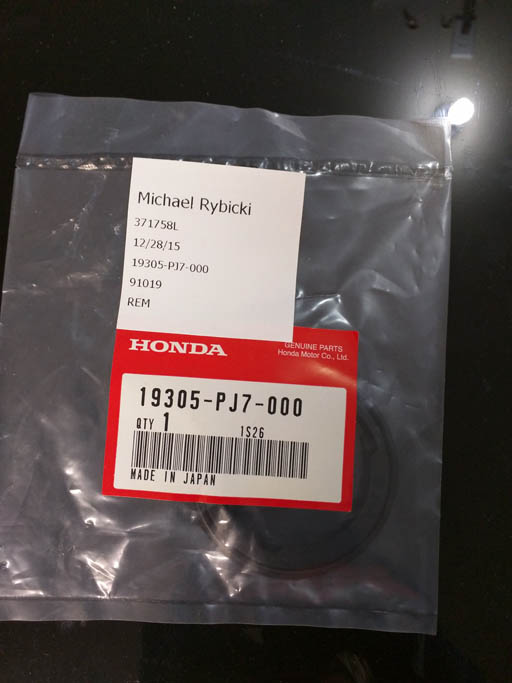 Michael Rybicki
371758L
12/28/15
19305-PJ7-000
91019
REM
HONDA
GENUINE PARTS
Honda Motor Co., Ltd.
19305-PJ7-000
QTY 1
1S26
MADE IN JAPAN